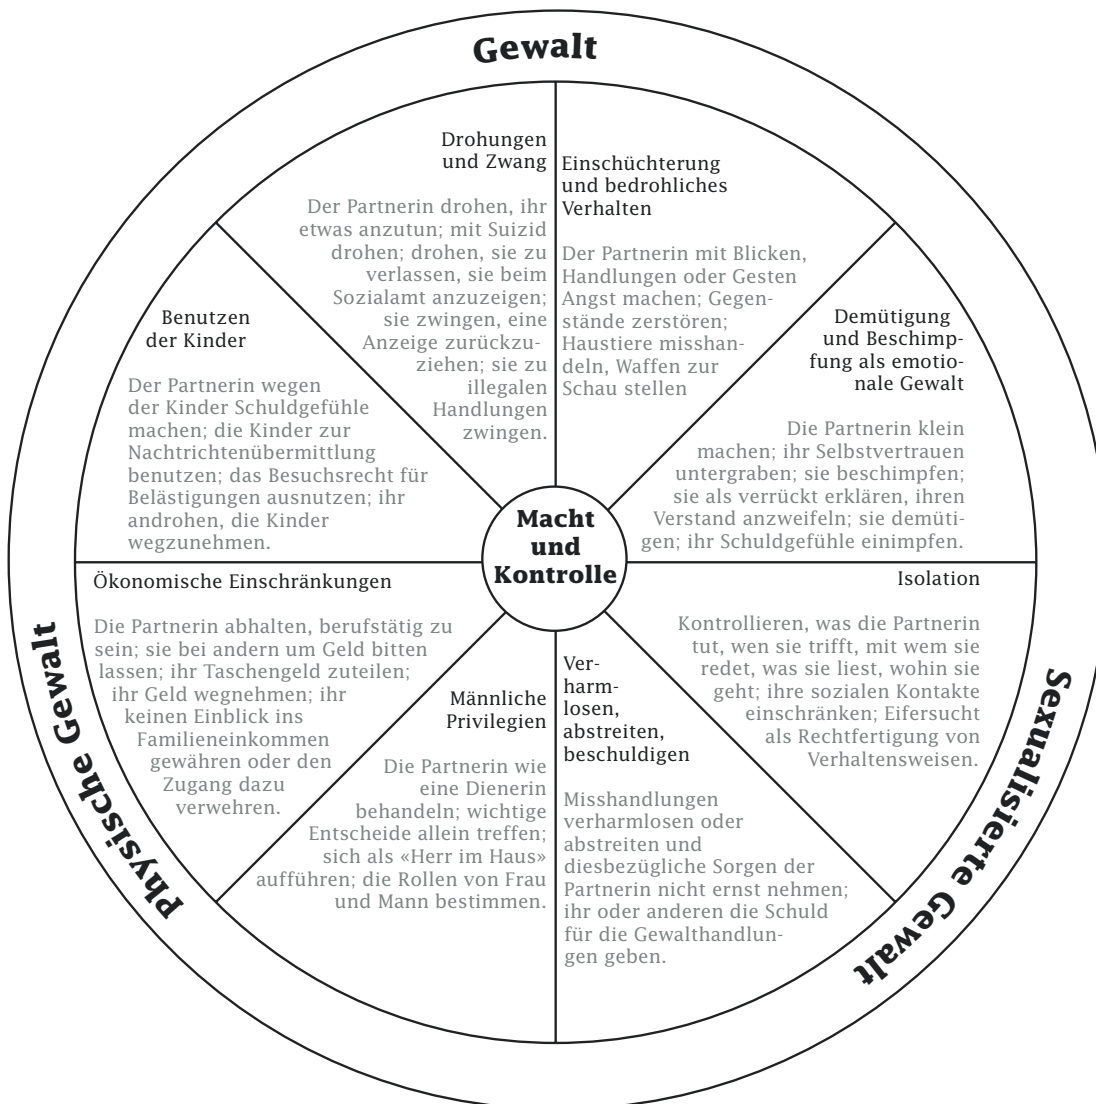 Gewalt
Drohungen
und Zwang
Der Partnerin drohen, ihr
etwas anzutun; mit Suizid
drohen; drohen, sie zu
verlassen, sie beim
Sozialamt anzuzeigen;
sie zwingen, eine
Anzeige zurückzu-
ziehen; sie zu
illegalen
Handlungen
zwingen.
Einschüchterung
und bedrohliches
Verhalten
Der Partnerin mit Blicken,
Handlungen oder Gesten
Angst machen; Gegen-
stände zerstören;
Haustiere misshan-
deln, Waffen zur
Schau stellen
Demütigung
und Beschimp-
fung als emotio-
nale Gewalt
Die Partnerin klein
machen; ihr Selbstvertrauen
untergraben; sie beschimpfen;
sie als verrückt erklären, ihren
Verstand anzweifeln; sie demüti-
gen; ihr Schuldgefühle einimpfen.
Isolation
Kontrollieren, was die Partnerin
tut, wen sie trifft, mit wem sie
redet, was sie liest, wohin sie
geht; ihre sozialen Kontakte
einschränken; Eifersucht
als Rechtfertigung von
Verhaltensweisen.
Ver-
harm-
losen,
abstreiten,
beschuldigen
Misshandlungen
verharmlosen oder
abstreiten und
diesbezügliche Sorgen der
Partnerin nicht ernst nehmen;
ihr oder anderen die Schuld
für die Gewalthandlun-
gen geben.
Männliche
Privilegien
Die Partnerin wie
eine Dienerin
behandeln; wichtige
Entscheide allein treffen;
sich als «Herr im Haus»
aufführen; die Rollen von Frau
und Mann bestimmen.
Ökonomische Einschränkungen
Die Partnerin abhalten, berufstätig zu
sein; sie bei andern um Geld bitten
lassen; ihr Taschengeld zuteilen;
ihr Geld wegnehmen; ihr
keinen Einblick ins
Familieneinkommen
gewähren oder den
Zugang dazu
verwehren.
Benutzen
der Kinder
Der Partnerin wegen
der Kinder Schuldgefühle
machen; die Kinder zur
Nachtrichtenübermittlung
benutzen; das Besuchsrecht für
Belästigungen ausnutzen; ihr
androhen, die Kinder
wegzunehmen.
Macht
und
Kontrolle
Physische Gewalt
Sexualisierte Gewalt